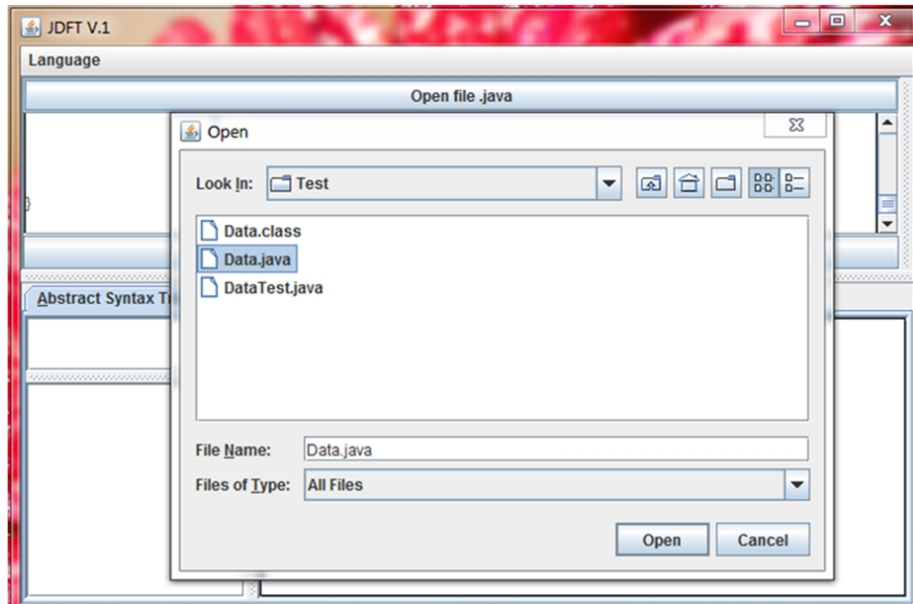 JDFT V.1
Language
Open file .java
Open
Look In: Test
}
Data.class
Data.java
DataTest.java
Abstract Syntax
File Name: Data.java
Files of Type: All Files
Open Cancel